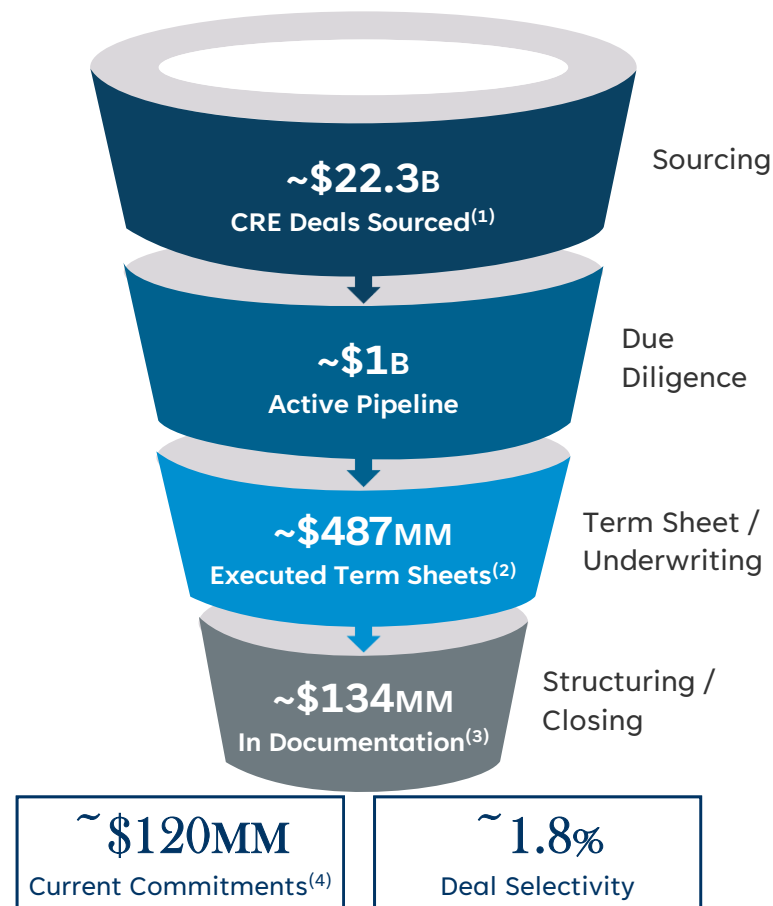 ~$22.3B
CRE Deals Sourced(1)
Sourcing
~$1B
Active Pipeline
Due
Diligence
~$487MM
Executed Term Sheets(2)
Term Sheet /
Underwriting
~$134MM
In Documentation(3)
Structuring /
Closing
~$120MM
Current Commitments(4)
~1.8%
Deal Selectivity